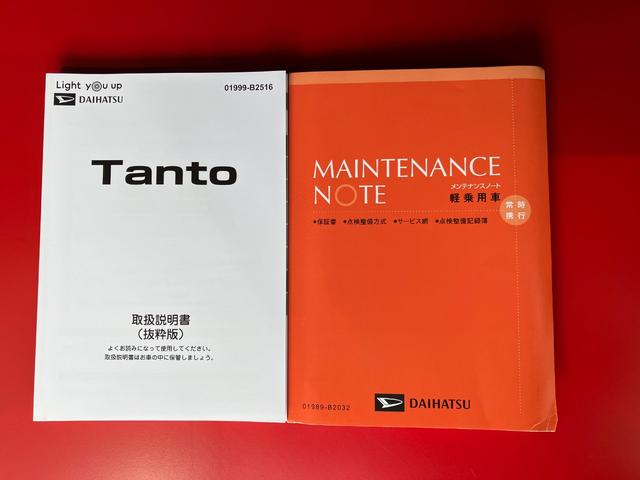 Light you up
DAIHATSU
01999-B2516
Tanto
取扱説明書
(抜粋版)
よくお読みになって使用してください。
取扱説明書はお車の中に保管しましょう。
MAINTENANCE
NOTE
メンテナンスノート
軽乗用車
常時
携行
●保証書 ●点検整備方式 ●サービス網 ●点検整備記録簿
01989-B2032
DAIHATSU